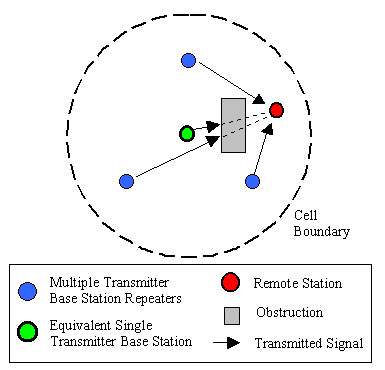 Cell
Boundary
Multiple Transmitter
Base Station Repeaters
Equivalent Single
Transmitter Base Station
Remote Station
Obstruction
Transmitted Signal